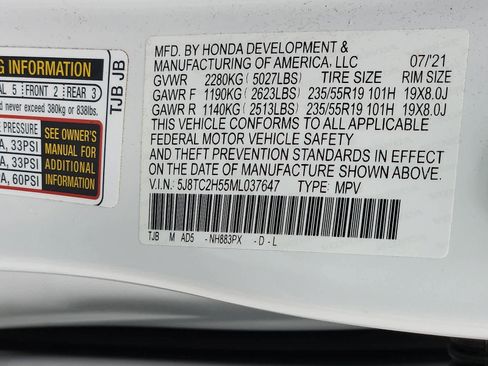 G INFORMATION
AL 5 FRONT 2 REAR 3
never exceed 380kg or 838lbs.
PRESSURE
A, 33PSI
A, 33PSI
A, 60PSI
SEE OWNER'S
MANUAL FOR
ADDITIONAL
INFORMATION
TJB JB
MFD. BY HONDA DEVELOPMENT &
MANUFACTURING OF AMERICA, LLC 07/'21
GVWR 2280KG (5027LBS) TIRE SIZE RIM SIZE
GAWR F 1190KG (2623LBS) 235/55R19 101H 19X8.0J
GAWR R 1140KG (2513LBS) 235/55R19 101H 19X8.0J
THIS VEHICLE CONFORMS TO ALL APPLICABLE
FEDERAL MOTOR VEHICLE SAFETY
AND THEFT PREVENTION STANDARDS IN EFFECT
ON THE DATE OF MANUFACTURE SHOWN ABOVE.
V.I.N: 5J8TC2H55ML037647 TYPE: MPV
TJB M AD5 -NH883PX -D-L